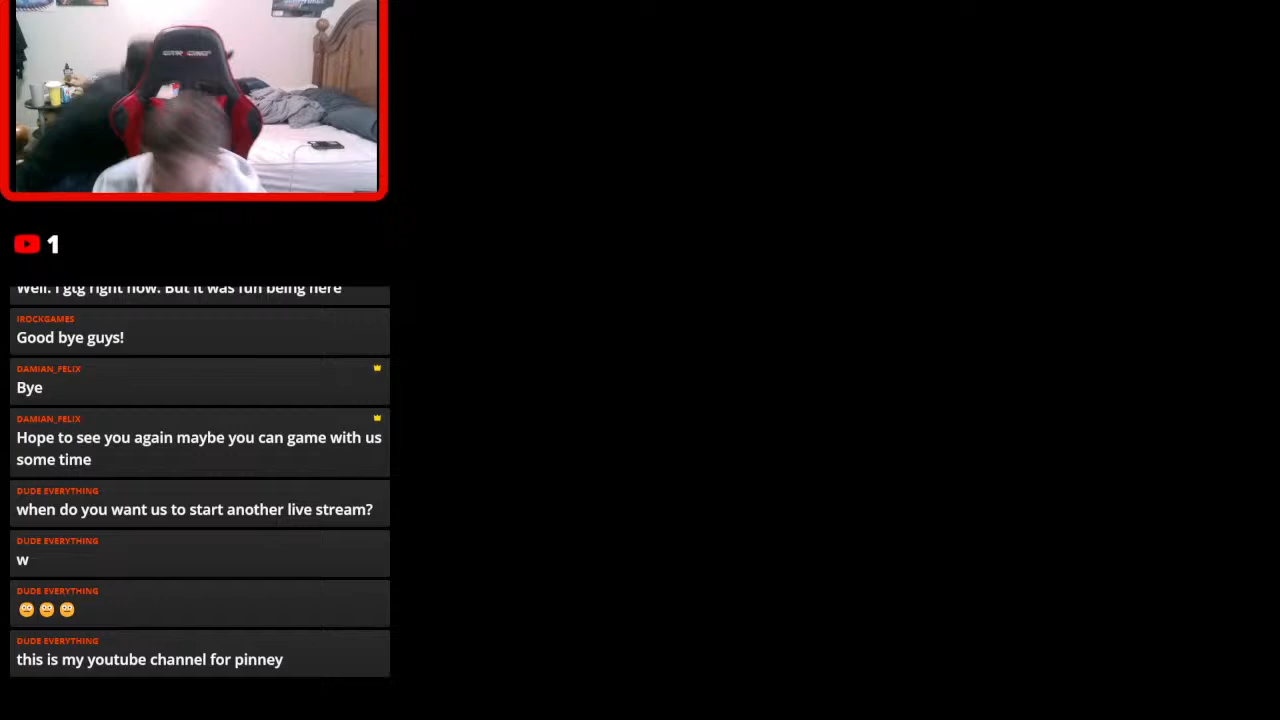 1
Well. I gtg right now. But it was fun being here
IROCKGAMES
Good bye guys!
DAMIAN_FELIX
Bye
DAMIAN_FELIX
Hope to see you again maybe you can game with us
some time
DUDE EVERYTHING
when do you want us to start another live stream?
DUDE EVERYTHING
w
DUDE EVERYTHING
😳 😳 😳
DUDE EVERYTHING
this is my youtube channel for pinney